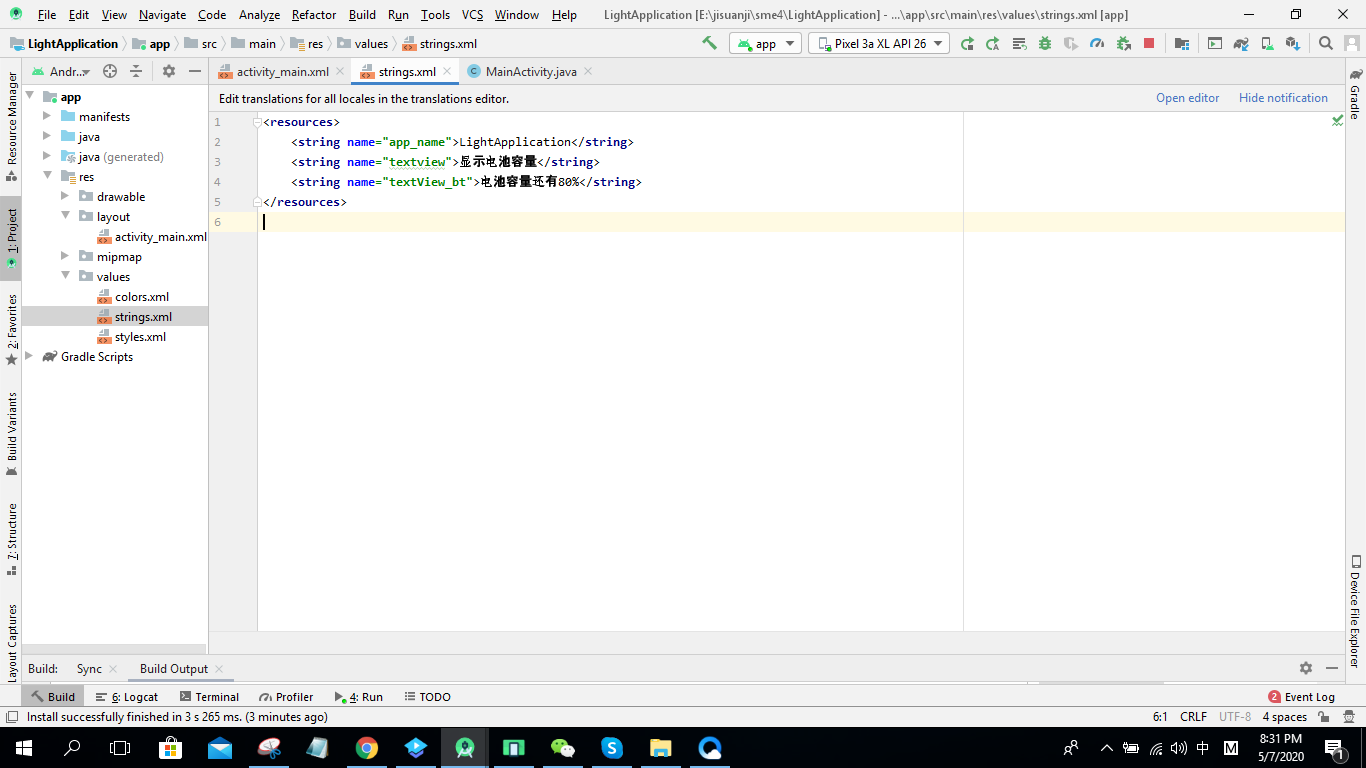 File Edit View Navigate Code Analyze Refactor Build Run Tools VCS Window Help LightApplication [E:\jisuanji\sme4\LightApplication] - ...\app\src\main\res\values\strings.xml [app]
LightApplication app src main res values strings.xml app Pixel 3a XL API 26
Andr... activity_main.xml strings.xml MainActivity.java
Edit translations for all locales in the translations editor. Open editor Hide notification
Resource Manager
1: Project
2: Favorites
Build Variants
7: Structure
Layout Captures
app
manifests
java
java (generated)
res
drawable
layout
activity_main.xml
mipmap
values
colors.xml
strings.xml
styles.xml
Gradle Scripts
1 <resources>
2 <string name="app_name">LightApplication</string>
3 <string name="textview">显示电池容量</string>
4 <string name="textView_bt">电池容量还有80%</string>
5 </resources>
6
Gradle
Device File Explorer
Build: Sync Build Output
Build 6: Logcat Terminal Profiler 4: Run TODO 2 Event Log
Install successfully finished in 3 s 265 ms. (3 minutes ago) 6:1 CRLF UTF-8 4 spaces
中 M 8:31 PM
5/7/2020 1